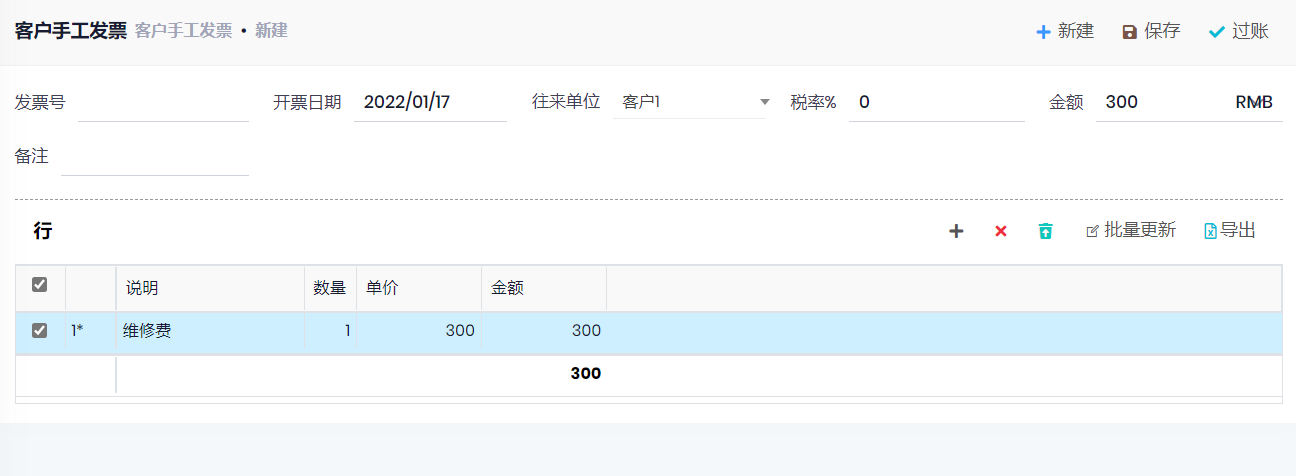 客户手工发票 客户手工发票 • 新建 新建 保存 过账
发票号 开票日期 2022/01/17 往来单位 客户1 税率% 0 金额 300 RMB
备注
行 批量更新 导出
说明 数量 单价 金额
1* 维修费 1 300 300
300